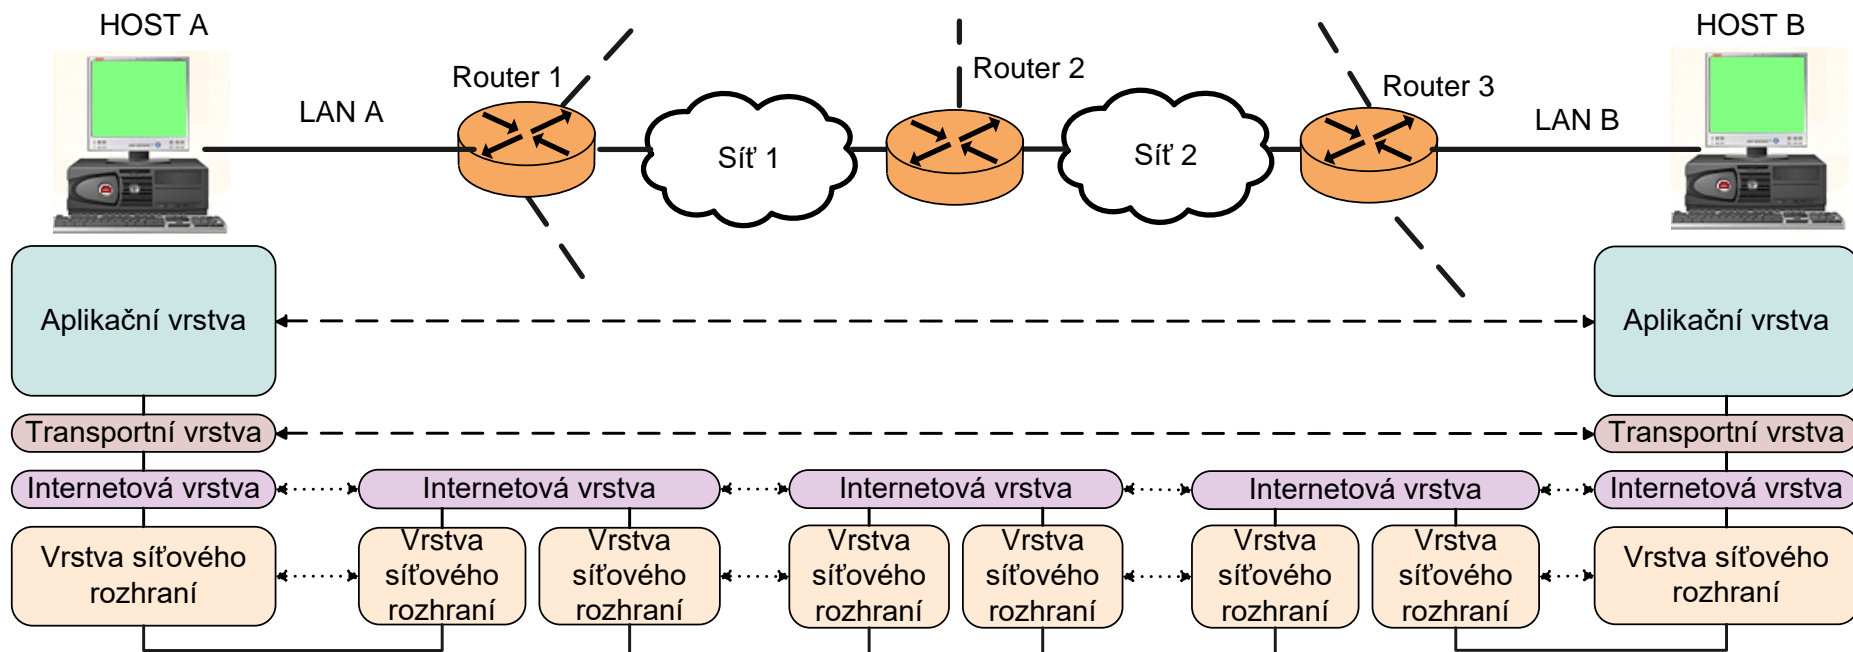 HOST A
HOST B
Router 1
Router 2
Router 3
LAN A
LAN B
Síť 1
Síť 2
Aplikační vrstva
Aplikační vrstva
Transportní vrstva
Transportní vrstva
Internetová vrstva
Internetová vrstva
Internetová vrstva
Internetová vrstva
Internetová vrstva
Vrstva síťového
rozhraní
Vrstva
síťového
rozhraní
Vrstva
síťového
rozhraní
Vrstva
síťového
rozhraní
Vrstva
síťového
rozhraní
Vrstva
síťového
rozhraní
Vrstva
síťového
rozhraní
Vrstva síťového
rozhraní